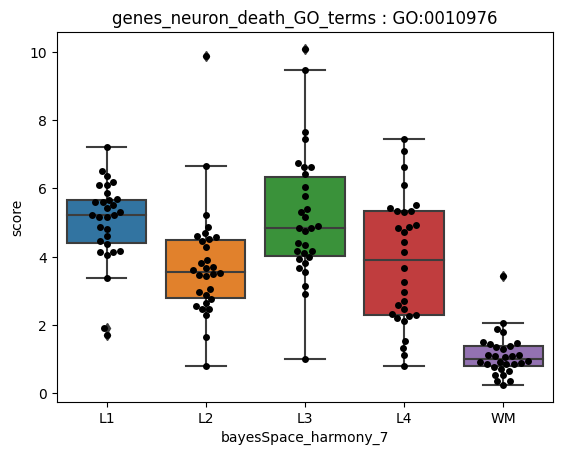 genes_neuron_death_GO_terms : GO:0010976
10
8
6
4
2
0
score
L1 L2 L3 L4 WM
bayesSpace_harmony_7